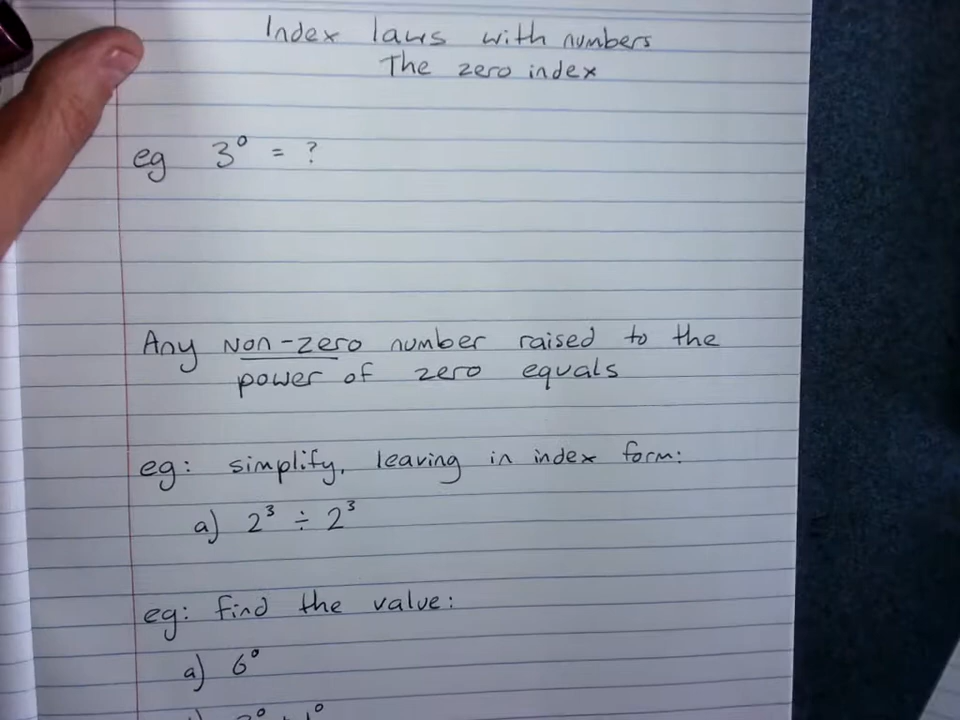 Index laws with numbers
The zero index
eg 3⁰ = ?
Any non-zero number raised to the
power of zero equals
eg: simplify, leaving in index form:
a) 2³ ÷ 2³
eg: find the value:
a) 6⁰